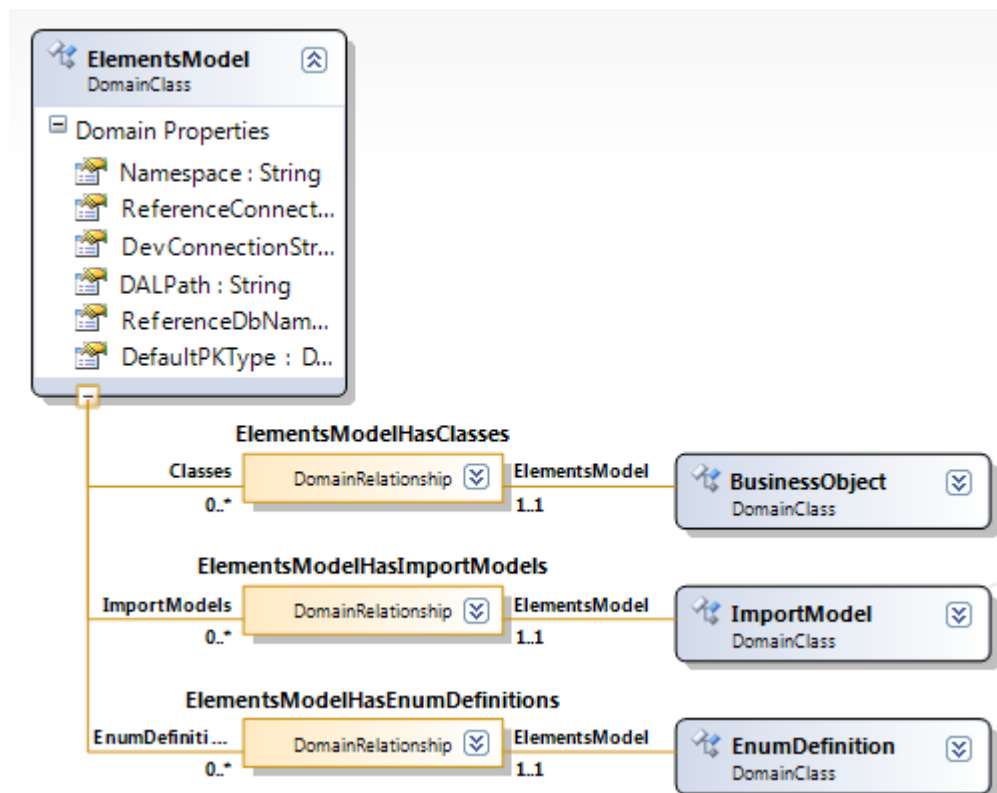 ElementsModel
DomainClass
Domain Properties
Namespace : String
ReferenceConnect...
DevConnectionStr...
DALPath : String
ReferenceDbNam...
DefaultPKType : D...
ElementsModelHasClasses
Classes DomainRelationship ElementsModel
0..* 1..1
BusinessObject
DomainClass
ElementsModelHasImportModels
ImportModels DomainRelationship ElementsModel
0..* 1..1
ImportModel
DomainClass
ElementsModelHasEnumDefinitions
EnumDefiniti... DomainRelationship ElementsModel
0..* 1..1
EnumDefinition
DomainClass